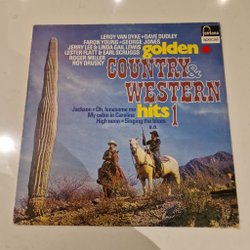 fontana
special
LEROY VAN DYKE • DAVE DUDLEY
FARON YOUNG • GEORGE JONES
JERRY LEE & LINDA GAIL LEWIS
LESTER FLATT & EARL SCRUGGS
ROGER MILLER
ROY DRUSKY
golden
COUNTRY &
WESTERN
hits 1
Jackson • Oh, lonesome me
My cabin in Caroline
High noon • Singing the blues
e.a.